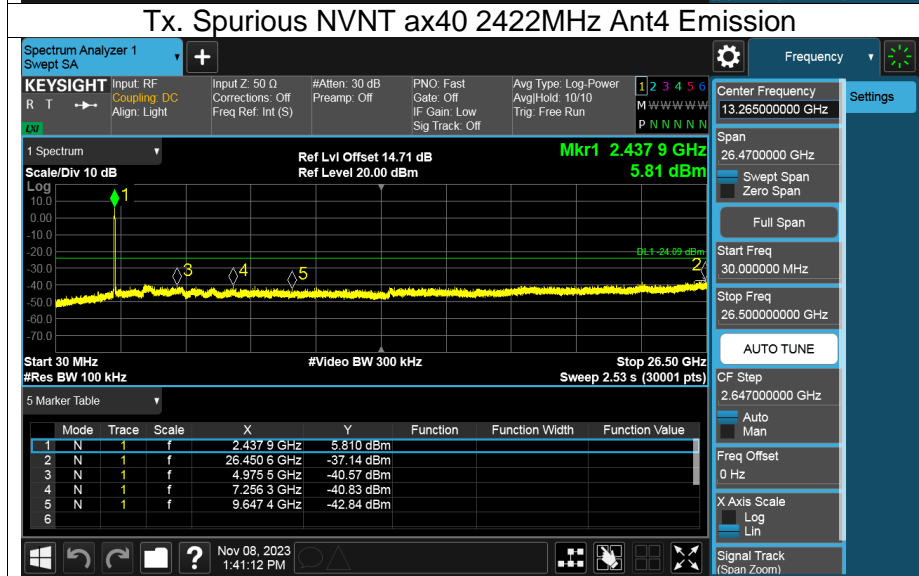 Tx. Spurious NVNT ax40 2422MHz Ant4 Emission
Spectrum Analyzer 1
Swept SA
+
Frequency
KEYSIGHT
R T
LXI
Input: RF
Coupling: DC
Align: Light
Input Z: 50 Ω
Corrections: Off
Freq Ref: Int (S)
#Atten: 30 dB
Preamp: Off
PNO: Fast
Gate: Off
IF Gain: Low
Sig Track: Off
Avg Type: Log-Power
Avg|Hold: 10/10
Trig: Free Run
1 2 3 4 5 6
M W W W W W
P N N N N N
Center Frequency
13.265000000 GHz
Settings
1 Spectrum
Ref Lvl Offset 14.71 dB
Mkr1 2.437 9 GHz
Scale/Div 10 dB
Ref Level 20.00 dBm
5.81 dBm
Span
26.4700000 GHz
Swept Span
Zero Span
Full Span
Log
10.0
0.00
-10.0
-20.0
-30.0
-40.0
-50.0
-60.0
-70.0
1
3
4
5
2
DL1 -24.09 dBm
Start Freq
30.000000 MHz
Stop Freq
26.500000000 GHz
AUTO TUNE
Start 30 MHz
#Video BW 300 kHz
Stop 26.50 GHz
#Res BW 100 kHz
Sweep 2.53 s (30001 pts)
CF Step
2.647000000 GHz
Auto
Man
5 Marker Table
Mode Trace Scale X Y Function Function Width Function Value
1 N 1 f 2.437 9 GHz 5.810 dBm
2 N 1 f 26.450 6 GHz -37.14 dBm
3 N 1 f 4.975 5 GHz -40.57 dBm
4 N 1 f 7.256 3 GHz -40.83 dBm
5 N 1 f 9.647 4 GHz -42.84 dBm
6
Freq Offset
0 Hz
X Axis Scale
Log
Lin
Signal Track
(Span Zoom)
?
Nov 08, 2023
1:41:12 PM